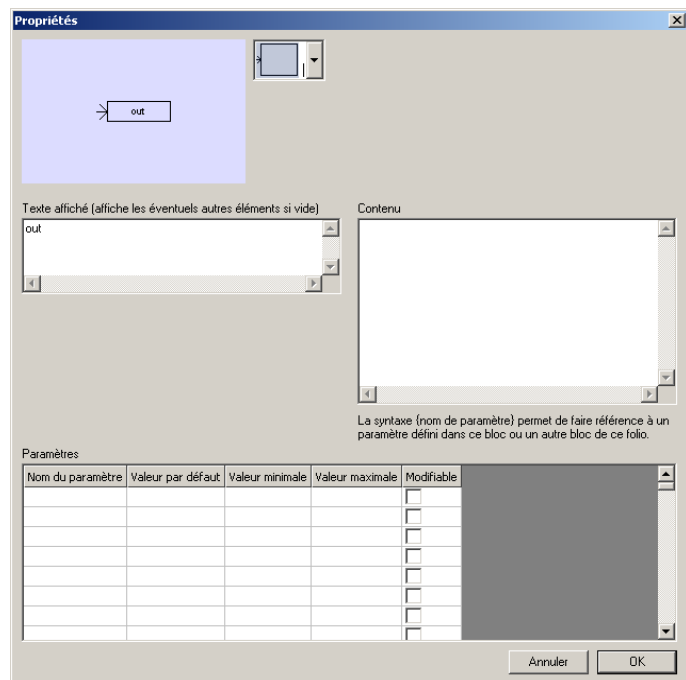 Propriétés
out
Texte affiché (affiche les éventuels autres éléments si vide)
out
Contenu
La syntaxe {nom de paramètre} permet de faire référence à un
paramètre défini dans ce bloc ou un autre bloc de ce folio.
Paramètres
Nom du paramètre Valeur par défaut Valeur minimale Valeur maximale Modifiable
Annuler OK